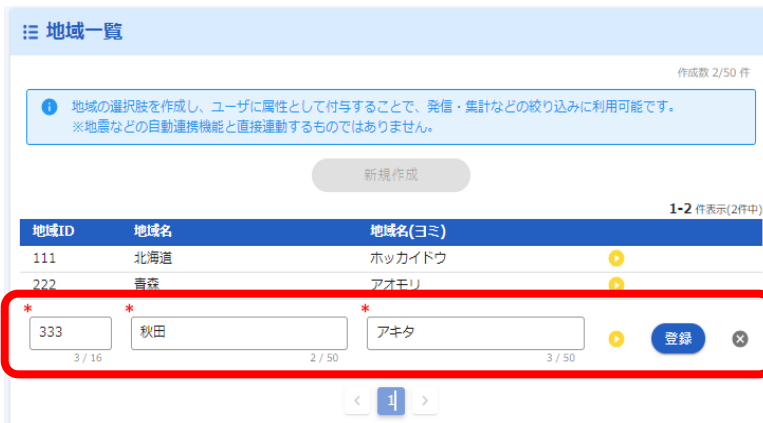 地域一覧
作成数 2/50 件
地域の選択肢を作成し、ユーザに属性として付与することで、発信・集計などの絞り込みに利用可能です。
※地震などの自動連携機能と直接連動するものではありません。
新規作成
1-2 件表示(2件中)
地域ID 地域名 地域名(ヨミ)
111 北海道 ホッカイドウ
222 青森 アオモリ
* * *
333 秋田 アキタ 登録
3 / 16 2 / 50 3 / 50
< 1 >